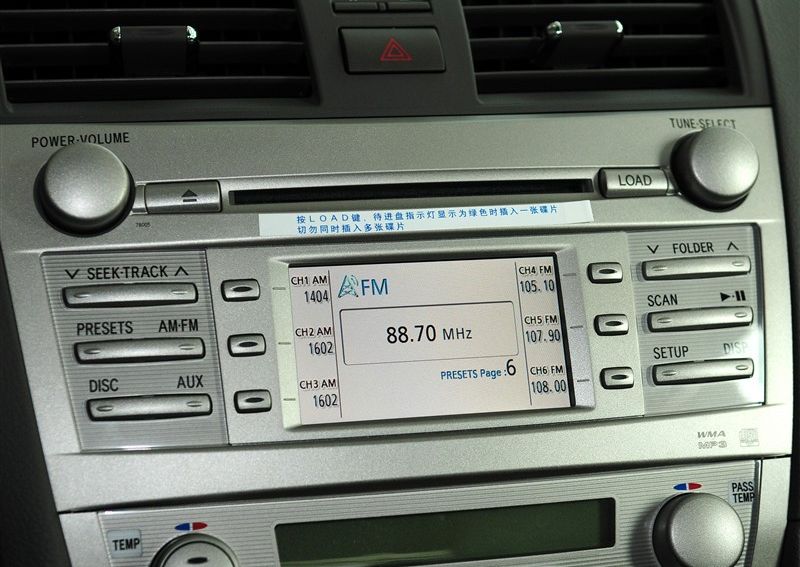 POWER·VOLUME
TUNE·SELECT
LOAD
78005
按LOAD键，待进盘指示灯显示为绿色时插入一张碟片
切勿同时插入多张碟片
SEEK·TRACK
FOLDER
PRESETS AM·FM
SCAN
DISC AUX
SETUP DISP
CH1 AM
1404
CH2 AM
1602
CH3 AM
1602
FM
88.70 MHz
PRESETS Page :6
CH4 FM
105.10
CH5 FM
107.90
CH6 FM
108.00
WMA
MP3
TEMP
PASS
TEMP